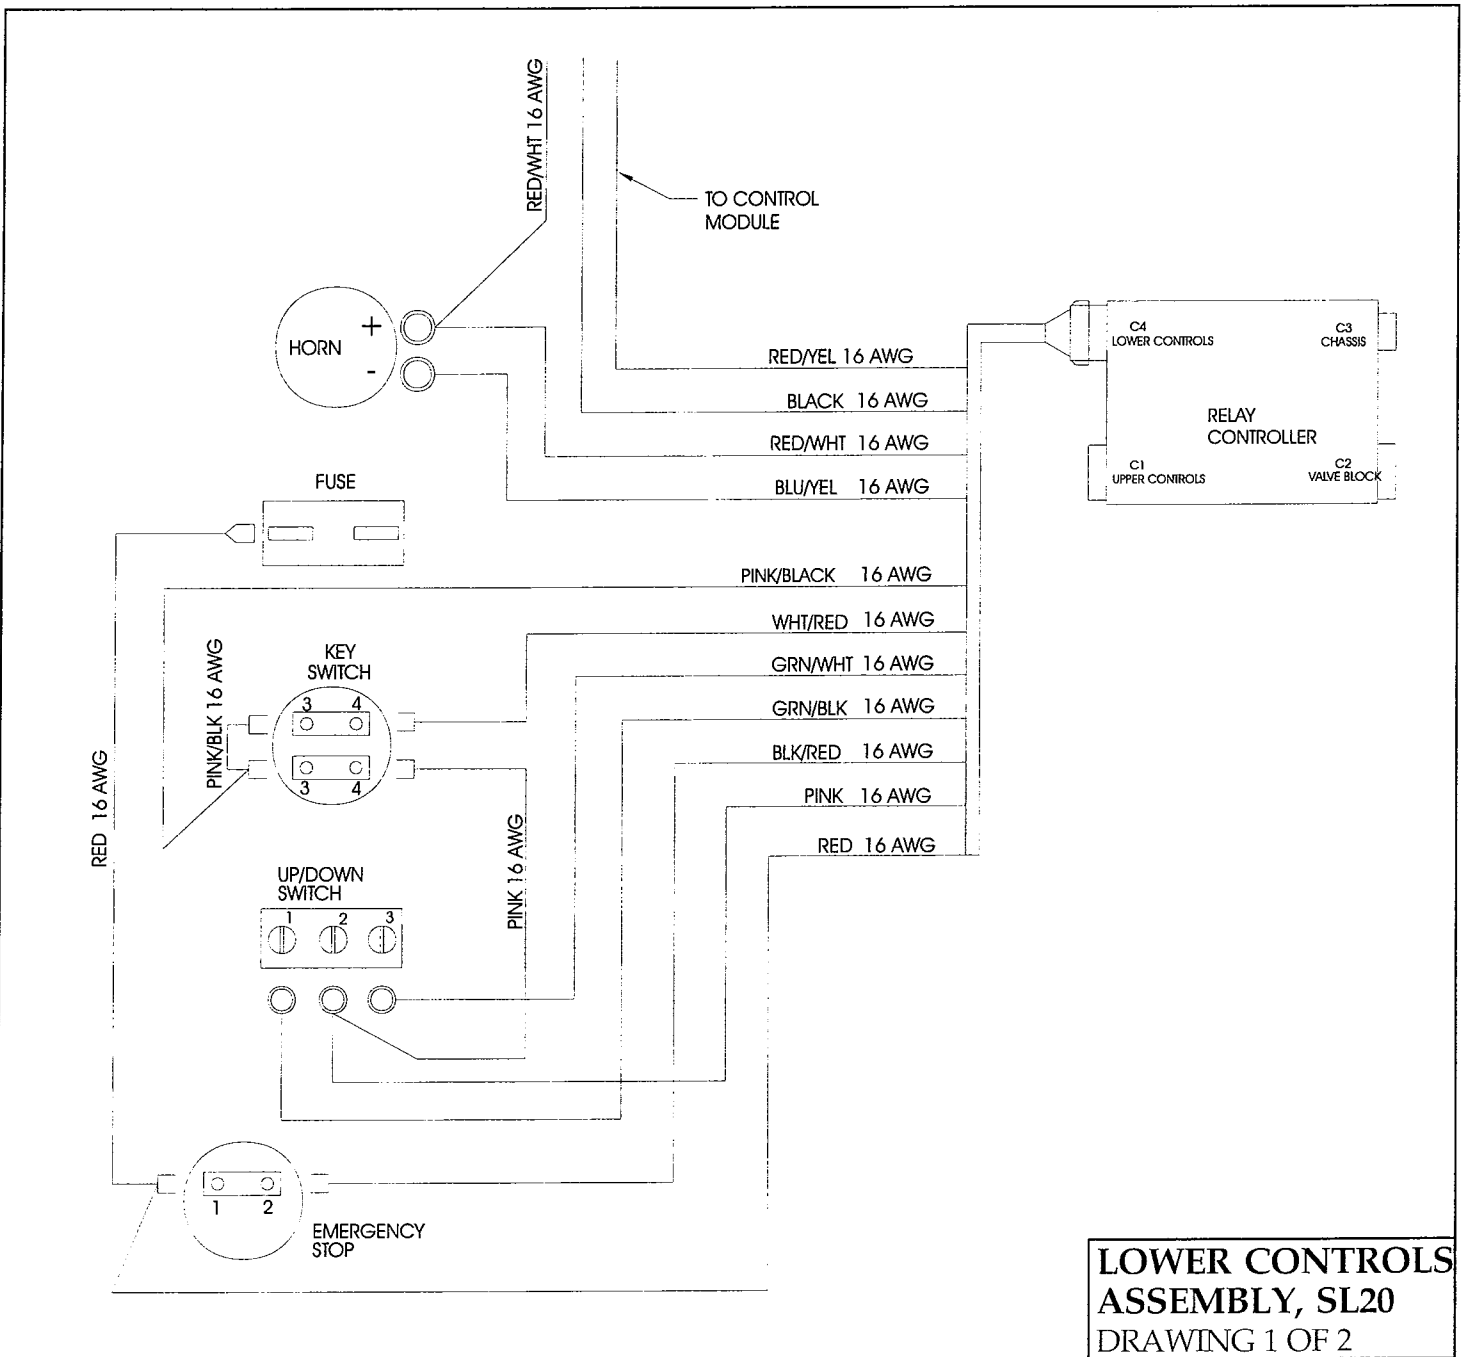 RED/WHT 16 AWG
TO CONTROL
MODULE
HORN
+
-
RED/YEL 16 AWG
BLACK 16 AWG
RED/WHT 16 AWG
BLU/YEL 16 AWG
C4
LOWER CONTROLS
C3
CHASSIS
RELAY
CONTROLLER
C1
UPPER CONTROLS
C2
VALVE BLOCK
FUSE
PINK/BLACK 16 AWG
WHT/RED 16 AWG
GRN/WHT 16 AWG
GRN/BLK 16 AWG
BLK/RED 16 AWG
PINK 16 AWG
RED 16 AWG
KEY
SWITCH
3 4
3 4
PINK/BLK 16 AWG
RED 16 AWG
PINK 16 AWG
UP/DOWN
SWITCH
1 2 3
1 2
EMERGENCY
STOP
LOWER CONTROLS
ASSEMBLY, SL20
DRAWING 1 OF 2